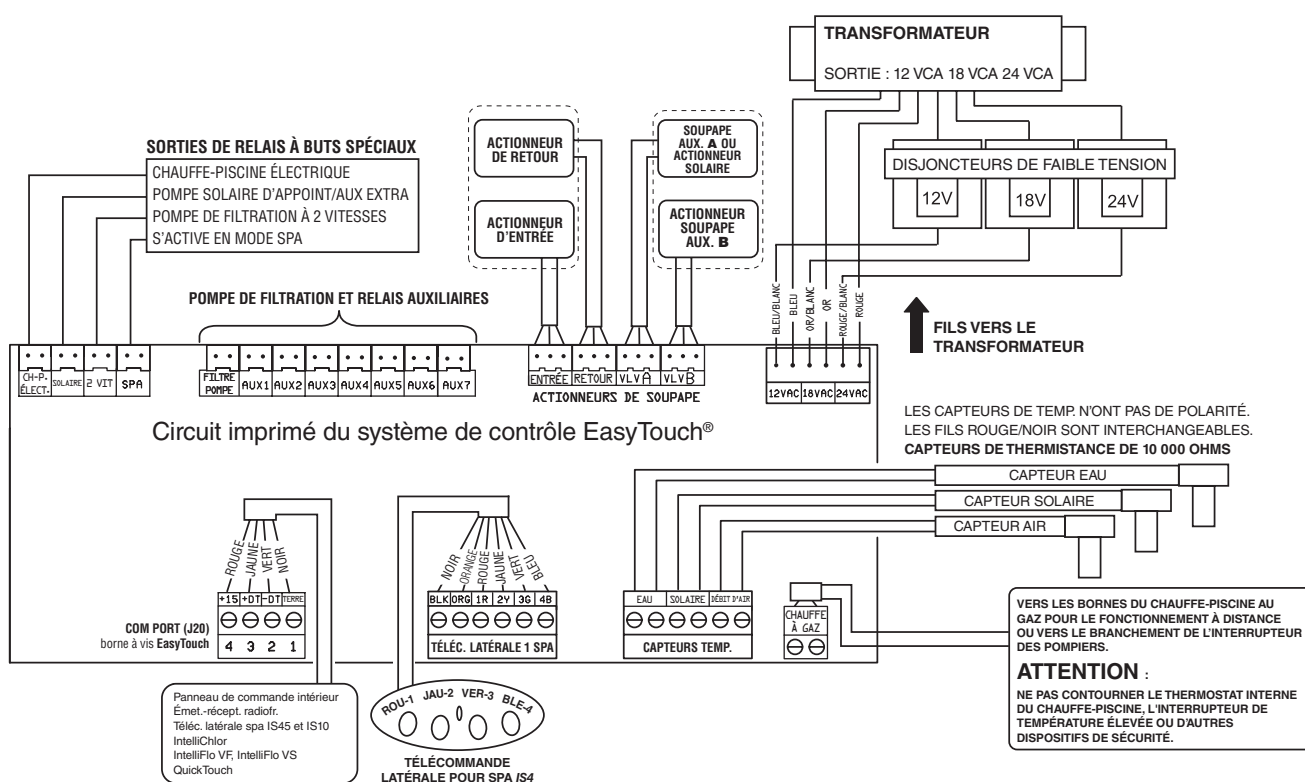 TRANSFORMATEUR
SORTIE : 12 VCA 18 VCA 24 VCA
SORTIES DE RELAIS À BUTS SPÉCIAUX
CHAUFFE-PISCINE ÉLECTRIQUE
POMPE SOLAIRE D'APPOINT/AUX EXTRA
POMPE DE FILTRATION À 2 VITESSES
S'ACTIVE EN MODE SPA
ACTIONNEUR
DE RETOUR
ACTIONNEUR
D'ENTRÉE
SOUPAPE
AUX. A OU
ACTIONNEUR
SOLAIRE
ACTIONNEUR
SOUPAPE
AUX. B
DISJONCTEURS DE FAIBLE TENSION
12V
18V
24V
BLEU/BLANC
BLEU
OR/BLANC
OR
ROUGE/BLANC
ROUGE
FILS VERS LE
TRANSFORMATEUR
POMPE DE FILTRATION ET RELAIS AUXILIAIRES
CH-P.
ÉLECT.
SOLAIRE
2 VIT
SPA
FILTRE
POMPE
AUX1
AUX2
AUX3
AUX4
AUX5
AUX6
AUX7
ENTRÉE
RETOUR
VLV A
VLV B
ACTIONNEURS DE SOUPAPE
12VAC
18VAC
24VAC
Circuit imprimé du système de contrôle EasyTouch®
LES CAPTEURS DE TEMP. N'ONT PAS DE POLARITÉ.
LES FILS ROUGE/NOIR SONT INTERCHANGEABLES.
CAPTEURS DE THERMISTANCE DE 10 000 OHMS
CAPTEUR EAU
CAPTEUR SOLAIRE
CAPTEUR AIR
ROUGE
JAUNE
VERT
NOIR
+15
+DT
-DT
TERRE
4 3 2 1
COM PORT (J20)
borne à vis EasyTouch
NOIR
ORANGE
ROUGE
JAUNE
VERT
BLEU
BLK
ORG
1R
2Y
3G
4B
TÉLÉC. LATÉRALE 1 SPA
EAU
SOLAIRE
DÉBIT D'AIR
CAPTEURS TEMP.
CHAUFFE
À GAZ
VERS LES BORNES DU CHAUFFE-PISCINE AU
GAZ POUR LE FONCTIONNEMENT À DISTANCE
OU VERS LE BRANCHEMENT DE L'INTERRUPTEUR
DES POMPIERS.
ATTENTION :
NE PAS CONTOURNER LE THERMOSTAT INTERNE
DU CHAUFFE-PISCINE, L'INTERRUPTEUR DE
TEMPÉRATURE ÉLEVÉE OU D'AUTRES
DISPOSITIFS DE SÉCURITÉ.
Panneau de commande intérieur
Émet.-récept. radiofr.
Téléc. latérale spa IS45 et IS10
IntelliChlor
IntelliFlo VF, IntelliFlo VS
QuickTouch
ROU-1
JAU-2
VER-3
BLE-4
TÉLÉCOMMANDE
LATÉRALE POUR SPA IS4